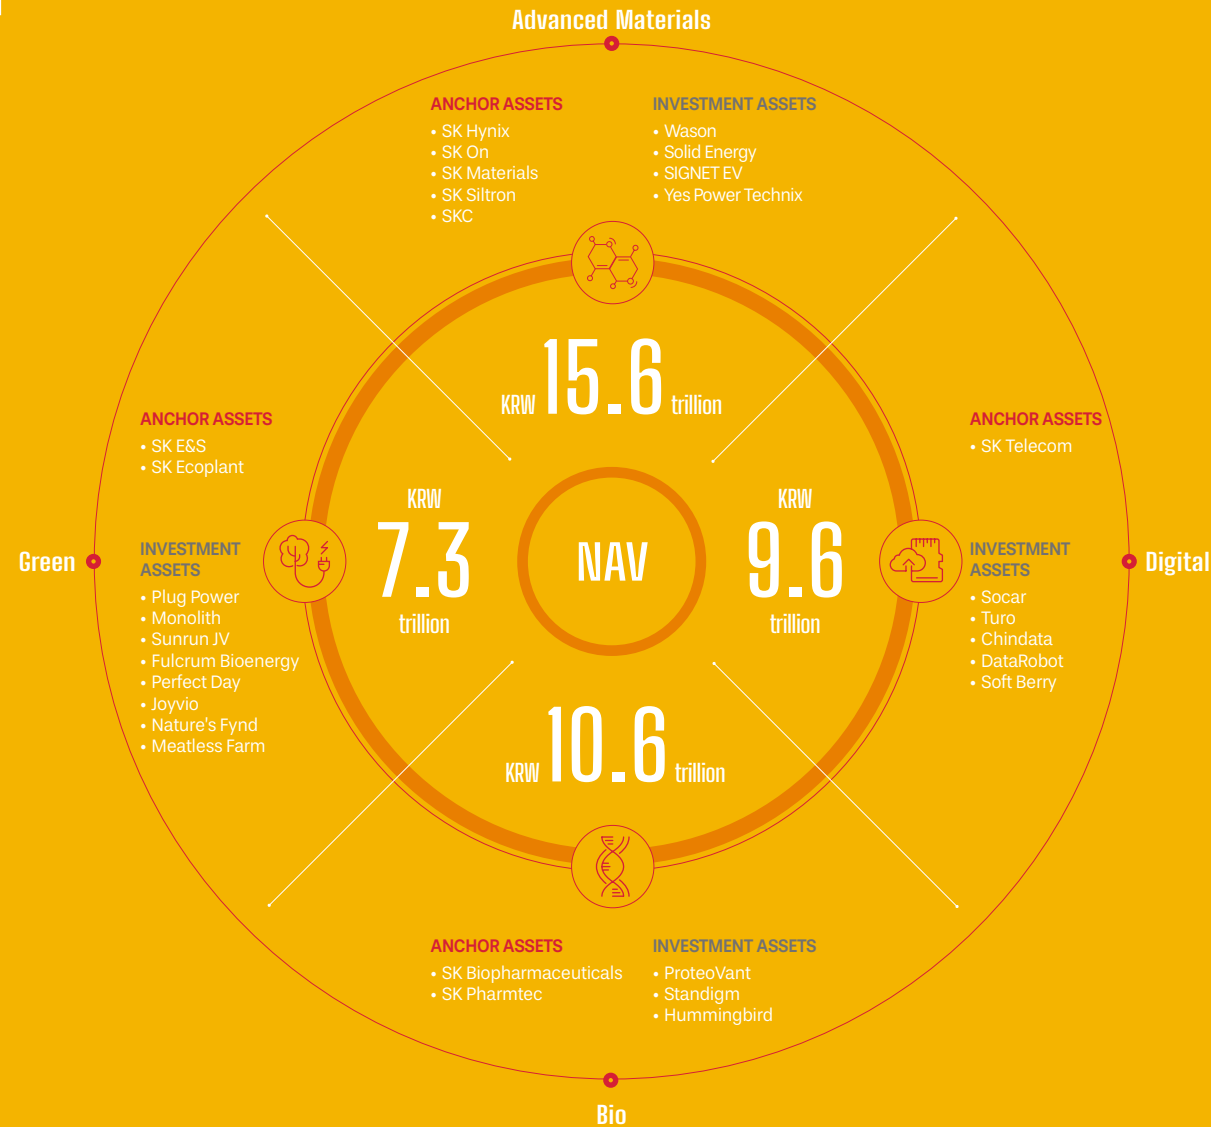 Advanced Materials
ANCHOR ASSETS
• SK Hynix
• SK On
• SK Materials
• SK Siltron
• SKC
INVESTMENT ASSETS
• Wason
• Solid Energy
• SIGNET EV
• Yes Power Technix
KRW 15.6 trillion
Green
ANCHOR ASSETS
• SK E&S
• SK Ecoplant
INVESTMENT
ASSETS
• Plug Power
• Monolith
• Sunrun JV
• Fulcrum Bioenergy
• Perfect Day
• Joyvio
• Nature's Fynd
• Meatless Farm
KRW
7.3
trillion
NAV
KRW
9.6
trillion
ANCHOR ASSETS
• SK Telecom
INVESTMENT
ASSETS
• Socar
• Turo
• Chindata
• DataRobot
• Soft Berry
Digital
KRW 10.6 trillion
ANCHOR ASSETS
• SK Biopharmaceuticals
• SK Pharmtec
INVESTMENT ASSETS
• ProteoVant
• Standigm
• Hummingbird
Bio